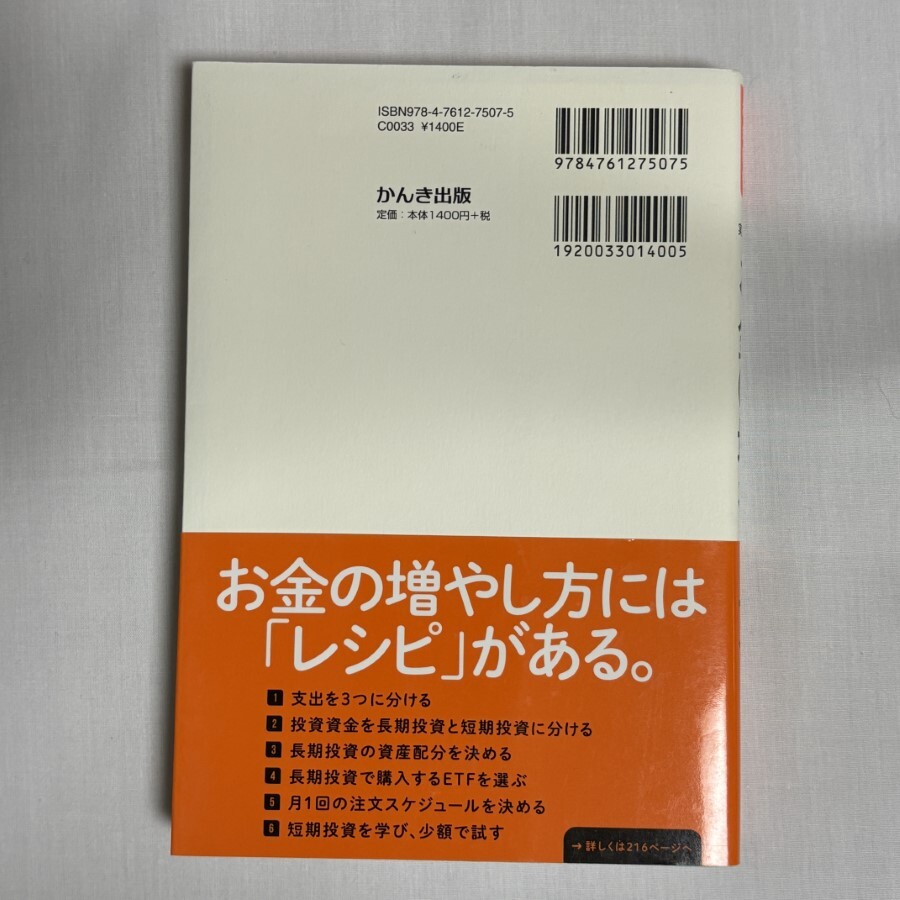 ISBN978-4-7612-7507-5
C0033 ¥1400E
9784761275075
かんき出版
定価：本体1400円+税
1920033014005
お金の増やし方には
「レシピ」がある。
1 支出を3つに分ける
2 投資資金を長期投資と短期投資に分ける
3 長期投資の資産配分を決める
4 長期投資で購入するETFを選ぶ
5 月1回の注文スケジュールを決める
6 短期投資を学び、少額で試す
→詳しくは216ページへ